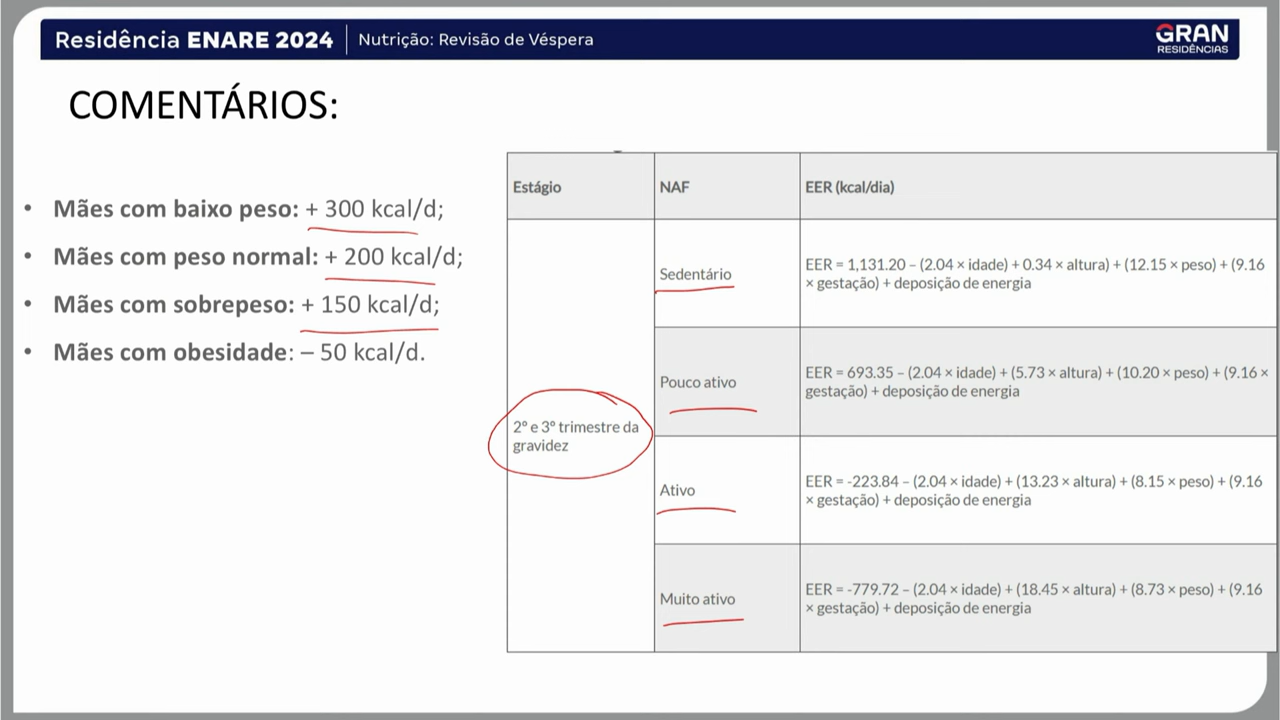 Residência ENARE 2024 | Nutrição: Revisão de Véspera
GRAN
RESIDÊNCIAS
COMENTÁRIOS:
• Mães com baixo peso: + 300 kcal/d;
• Mães com peso normal: + 200 kcal/d;
• Mães com sobrepeso: + 150 kcal/d;
• Mães com obesidade: – 50 kcal/d.
Estágio
NAF
EER (kcal/dia)
2º e 3º trimestre da
gravidez
Sedentário
EER = 1,131.20 – (2.04 × idade) + 0.34 × altura) + (12.15 × peso) + (9.16
× gestação) + deposição de energia
Pouco ativo
EER = 693.35 – (2.04 × idade) + (5.73 × altura) + (10.20 × peso) + (9.16 ×
gestação) + deposição de energia
Ativo
EER = -223.84 – (2.04 × idade) + (13.23 × altura) + (8.15 × peso) + (9.16
× gestação) + deposição de energia
Muito ativo
EER = -779.72 – (2.04 × idade) + (18.45 × altura) + (8.73 × peso) + (9.16
× gestação) + deposição de energia